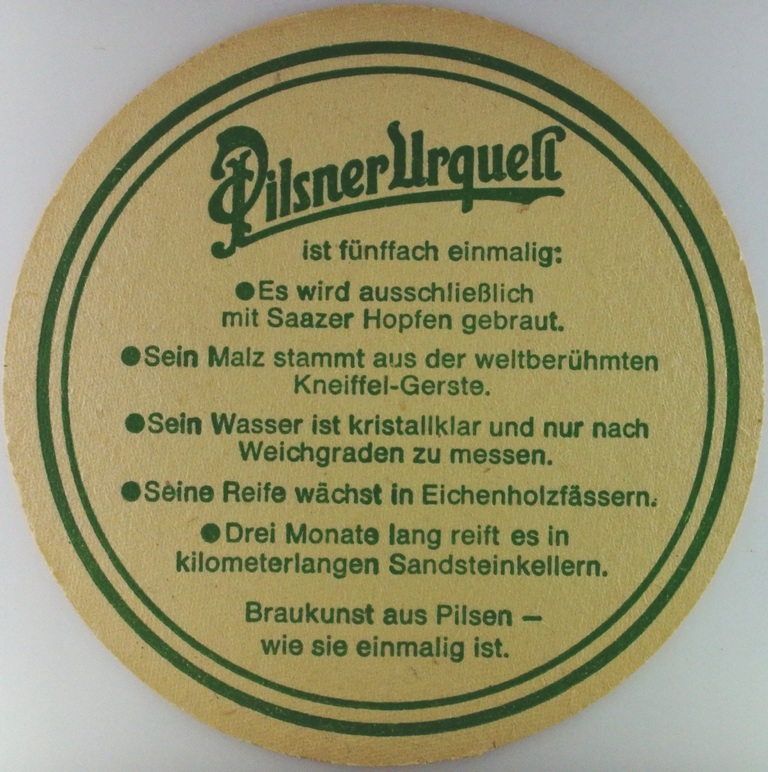 Pilsner Urquell
ist fünffach einmalig:
●Es wird ausschließlich
mit Saazer Hopfen gebraut.
●Sein Malz stammt aus der weltberühmten
Kneiffel-Gerste.
●Sein Wasser ist kristallklar und nur nach
Weichgraden zu messen.
●Seine Reife wächst in Eichenholzfässern.
●Drei Monate lang reift es in
kilometerlangen Sandsteinkellern.
Braukunst aus Pilsen –
wie sie einmalig ist.